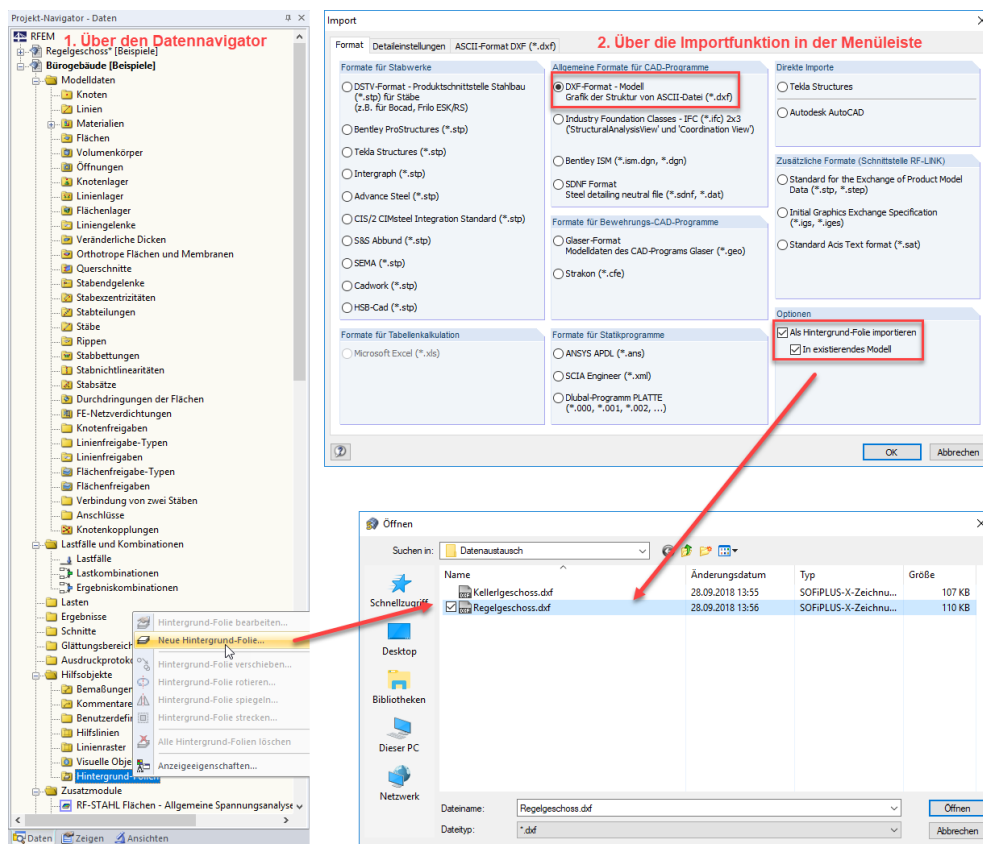 Projekt-Navigator - Daten
RFEM
1. Über den Datennavigator
Regelgeschoss* [Beispiele]
Bürogebäude [Beispiele]
Modelldaten
Knoten
Linien
Materialien
Flächen
Volumenkörper
Öffnungen
Knotenlager
Linienlager
Flächenlager
Liniengelenke
Veränderliche Dicken
Orthotrope Flächen und Membranen
Querschnitte
Stabendgelenke
Stabexzentrizitäten
Stabteilungen
Stäbe
Rippen
Stabbettungen
Stabnichtlinearitäten
Stabsätze
Durchdringungen der Flächen
FE-Netzverdichtungen
Knotenfreigaben
Linienfreigabe-Typen
Linienfreigaben
Flächenfreigabe-Typen
Flächenfreigaben
Verbindung von zwei Stäben
Anschlüsse
Knotenkopplungen
Lastfälle und Kombinationen
Lastfälle
Lastkombinationen
Ergebniskombinationen
Lasten
Ergebnisse
Schnitte
Glättungsbereich
Ausdruckprotoko
Hilfsobjekte
Bemaßungen
Kommentare
Benutzerdefin
Hilfslinien
Linienraster
Visuelle Obje
Hintergrund-Folien
Zusatzmodule
RF-STAHL Flächen - Allgemeine Spannungsanalyse
Daten Zeigen Ansichten
Hintergrund-Folie bearbeiten...
Neue Hintergrund-Folie...
Hintergrund-Folie verschieben...
Hintergrund-Folie rotieren...
Hintergrund-Folie spiegeln...
Hintergrund-Folie strecken...
Alle Hintergrund-Folien löschen
Anzeigeeigenschaften...
Import
Format Detaileinstellungen ASCII-Format DXF (*.dxf)
2. Über die Importfunktion in der Menüleiste
Formate für Stabwerke
DSTV-Format - Produktschnittstelle Stahlbau
(*.stp) für Stäbe
(z.B. für Bocad, Frilo ESK/RS)
Bentley ProStructures (*.stp)
Tekla Structures (*.stp)
Intergraph (*.stp)
Advance Steel (*.stp)
CIS/2 CIMsteel Integration Standard (*.stp)
S&S Abbund (*.stp)
SEMA (*.stp)
Cadwork (*.stp)
HSB-Cad (*.stp)
Formate für Tabellenkalkulation
Microsoft Excel (*.xls)
Allgemeine Formate für CAD-Programme
DXF-Format - Modell
Grafik der Struktur von ASCII-Datei (*.dxf)
Industry Foundation Classes - IFC (*.ifc) 2x3
('StructuralAnalysisView' und 'Coordination View')
Bentley ISM (*.ism.dgn, *.dgn)
SDNF Format
Steel detailing neutral file (*.sdnf, *.dat)
Formate für Bewehrungs-CAD-Programme
Glaser-Format
Modelldaten des CAD-Programs Glaser (*.geo)
Strakon (*.cfe)
Formate für Statikprogramme
ANSYS APDL (*.ans)
SCIA Engineer (*.xml)
Dlubal-Programm PLATTE
(*.000, *.001, *.002, ...)
Direkte Importe
Tekla Structures
Autodesk AutoCAD
Zusätzliche Formate (Schnittstelle RF-LINK)
Standard for the Exchange of Product Model
Data (*.stp, *.step)
Initial Graphics Exchange Specification
(*.igs, *.iges)
Standard Acis Text format (*.sat)
Optionen
Als Hintergrund-Folie importieren
In existierendes Modell
OK Abbrechen
Öffnen
Suchen in: Datenaustausch
Name Änderungsdatum Typ Größe
Kellerlgeschoss.dxf 28.09.2018 13:55 SOFiPLUS-X-Zeichnu... 107 KB
Regelgeschoss.dxf 28.09.2018 13:56 SOFiPLUS-X-Zeichnu... 110 KB
Schnellzugriff
Desktop
Bibliotheken
Dieser PC
Netzwerk
Dateiname: Regelgeschoss.dxf Öffnen
Dateityp: *.dxf Abbrechen